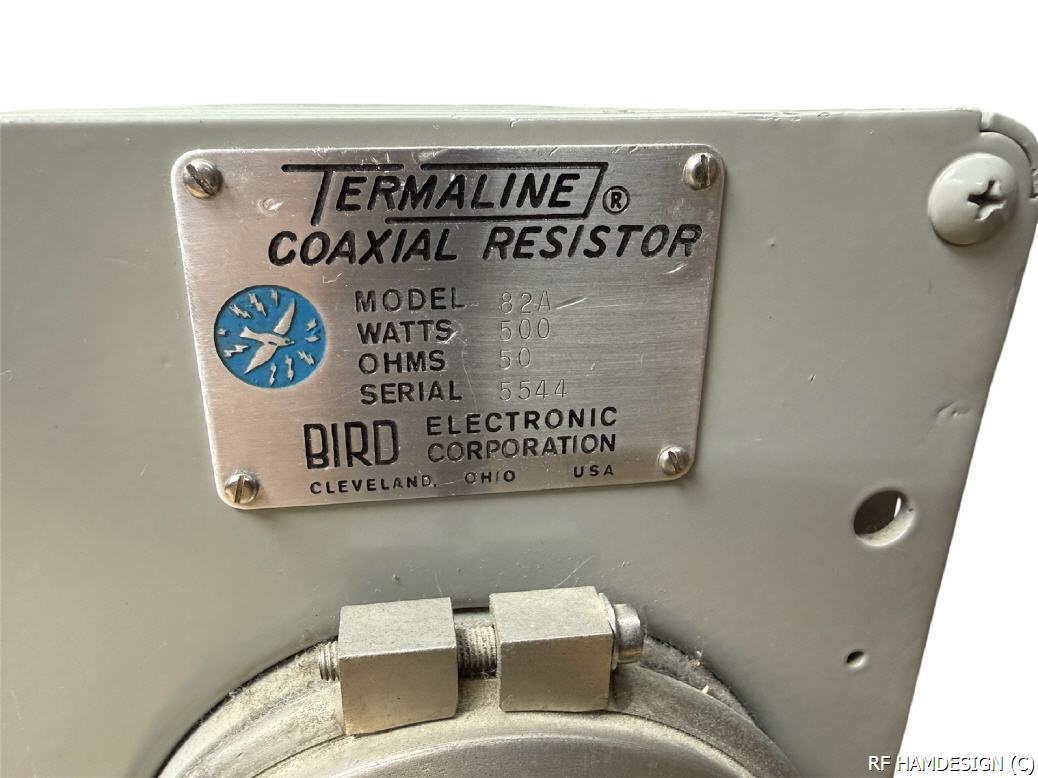 TERMALINE®
COAXIAL RESISTOR
MODEL 82A
WATTS 500
OHMS 50
SERIAL 5544
BIRD ELECTRONIC
CORPORATION
CLEVELAND, OHIO USA
RF HAMDESIGN (C)